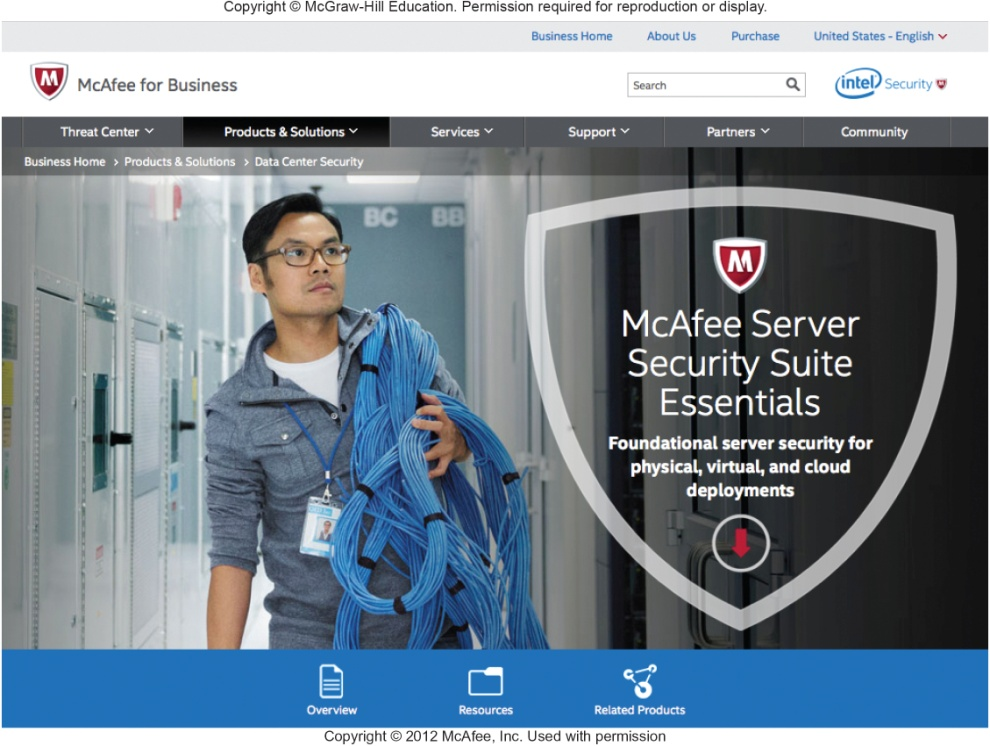 Copyright © McGraw-Hill Education. Permission required for reproduction or display.
Business Home About Us Purchase United States - English
McAfee for Business
Search
intel Security
Threat Center Products & Solutions Services Support Partners Community
Business Home > Products & Solutions > Data Center Security
BC BB
M
McAfee Server
Security Suite
Essentials
Foundational server security for
physical, virtual, and cloud
deployments
Overview Resources Related Products
Copyright © 2012 McAfee, Inc. Used with permission